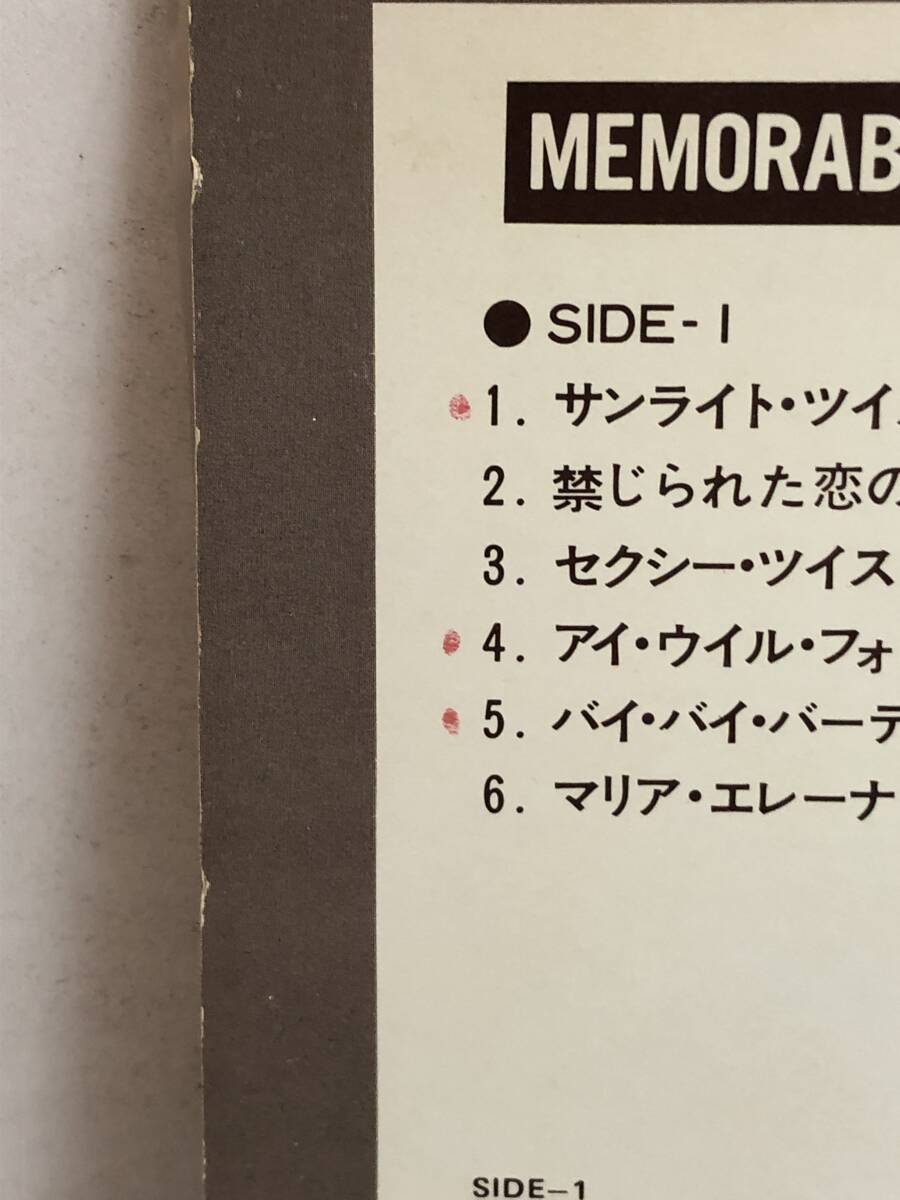 MEMORAB
● SIDE-1
1. サンライト・ツイ
2. 禁じられた恋の
3. セクシー・ツイス
4. アイ・ウイル・フォ
5. バイ・バイ・バーデ
6. マリア・エレーナ
SIDE-1